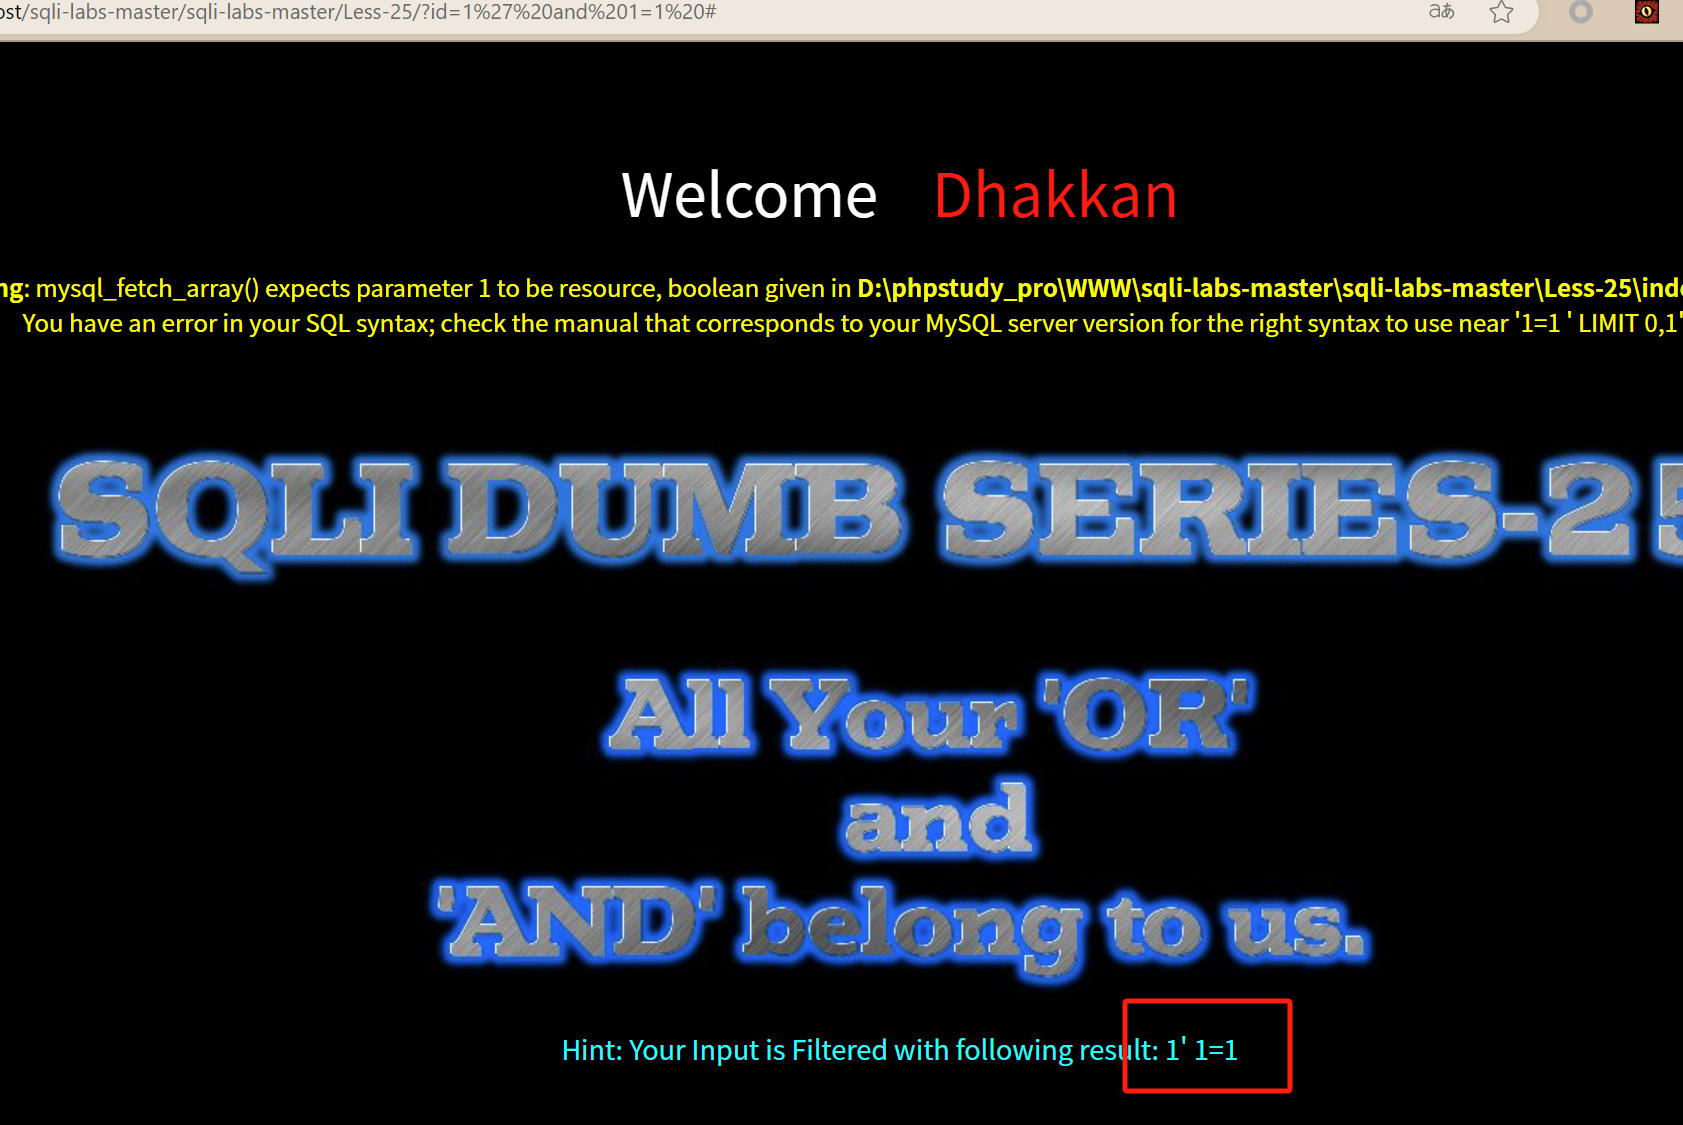 ost/sqli-labs-master/sqli-labs-master/Less-25/?id=1%27%20and%201=1%20#
aあ
Welcome Dhakkan
ng: mysql_fetch_array() expects parameter 1 to be resource, boolean given in D:\phpstudy_pro\WWW\sqli-labs-master\sqli-labs-master\Less-25\inde
You have an error in your SQL syntax; check the manual that corresponds to your MySQL server version for the right syntax to use near '1=1 ' LIMIT 0,1'
SQLI DUMB SERIES-25
All Your 'OR'
and
'AND' belong to us.
Hint: Your Input is Filtered with following result: 1' 1=1